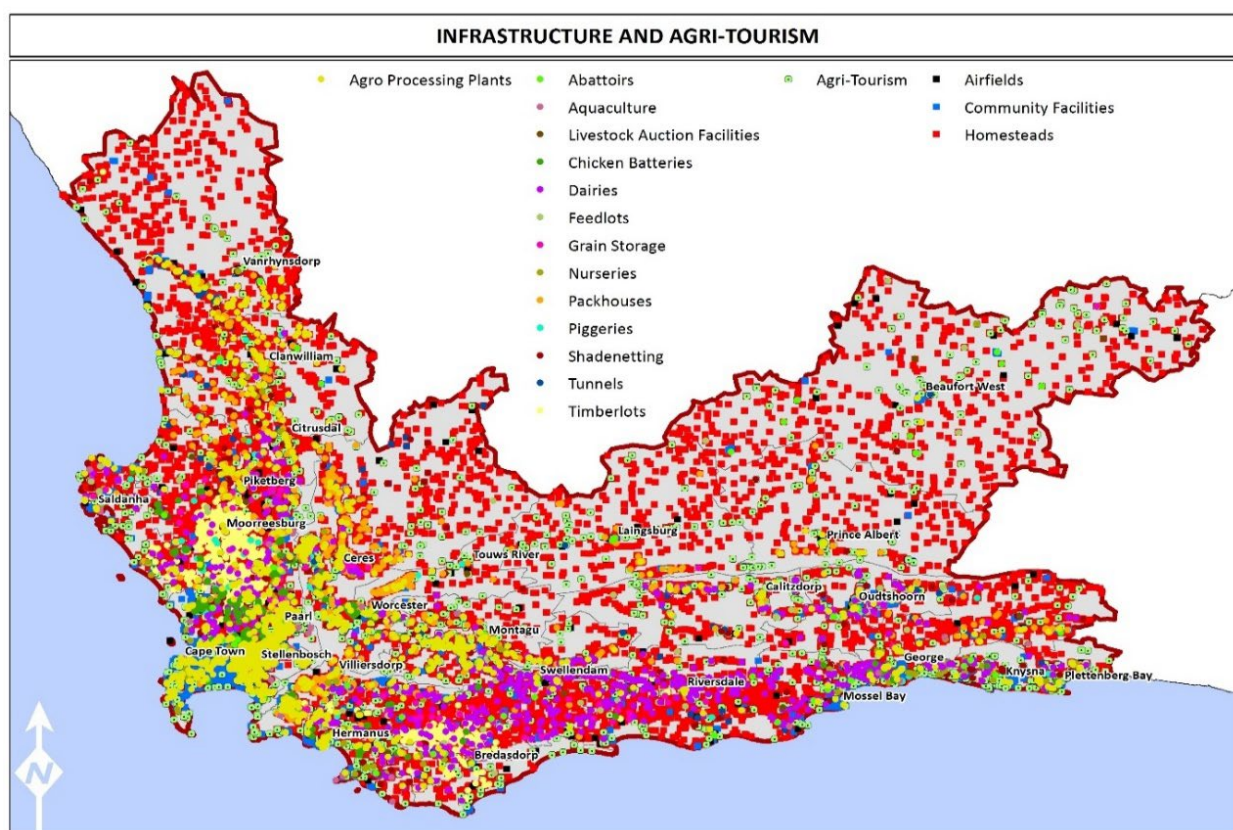 INFRASTRUCTURE AND AGRI-TOURISM
Agro Processing Plants
Abattoirs
Aquaculture
Livestock Auction Facilities
Chicken Batteries
Dairies
Feedlots
Grain Storage
Nurseries
Packhouses
Piggeries
Shadenetting
Tunnels
Timberlots
Agri-Tourism
Airfields
Community Facilities
Homesteads
Vanrhynsdorp
Clanwilliam
Beaufort West
Citrusdal
Piketberg
Saldanha
Moorreesburg
Laingsburg
Prince Albert
Ceres
Touws River
Calitzdorp
Oudtshoorn
Worcester
Paarl
Montagu
Cape Town
Stellenbosch
Villiersdorp
Swellendam
George
Knysna
Plettenberg Bay
Riversdale
Mossel Bay
Hermanus
Bredasdorp
N